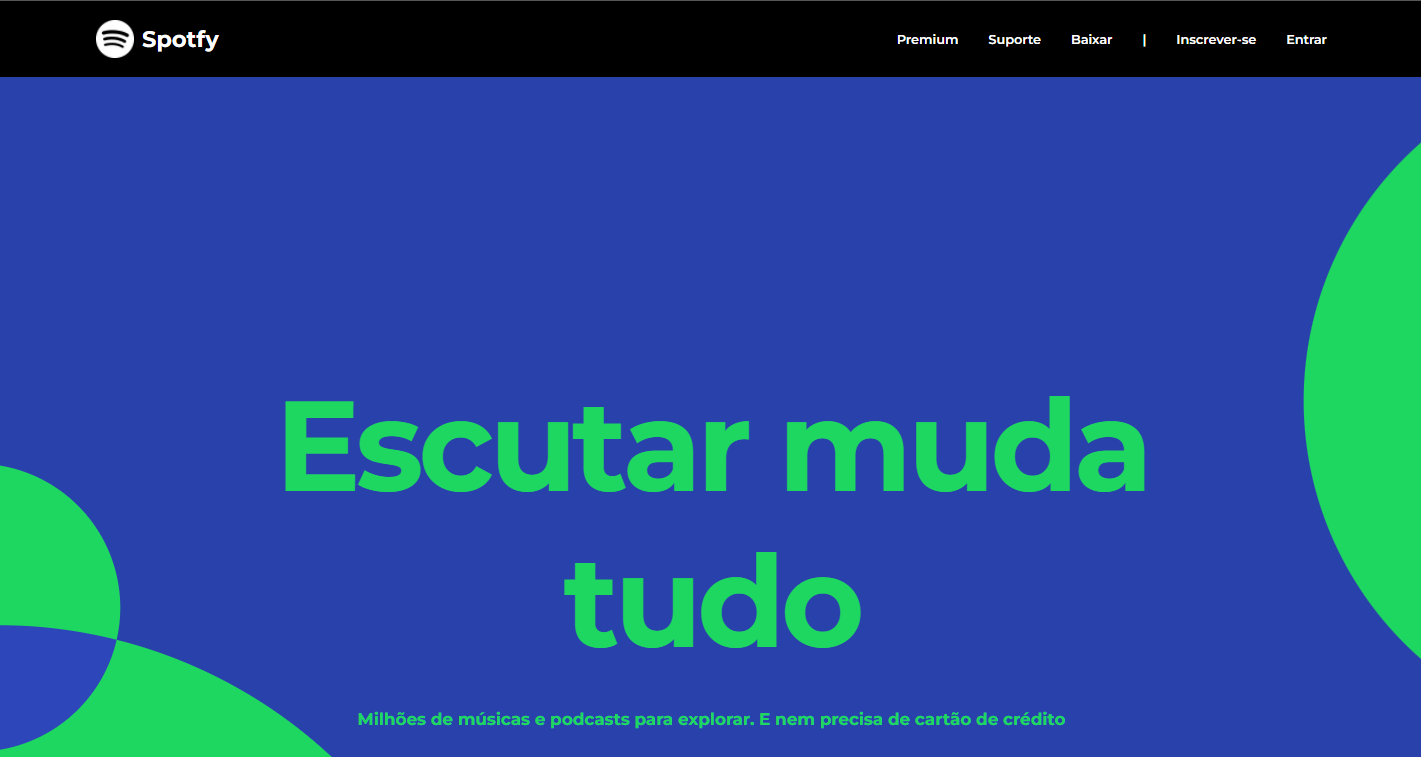 Spotfy
Premium Suporte Baixar | Inscrever-se Entrar
Escutar muda
tudo
Milhões de músicas e podcasts para explorar. E nem precisa de cartão de crédito